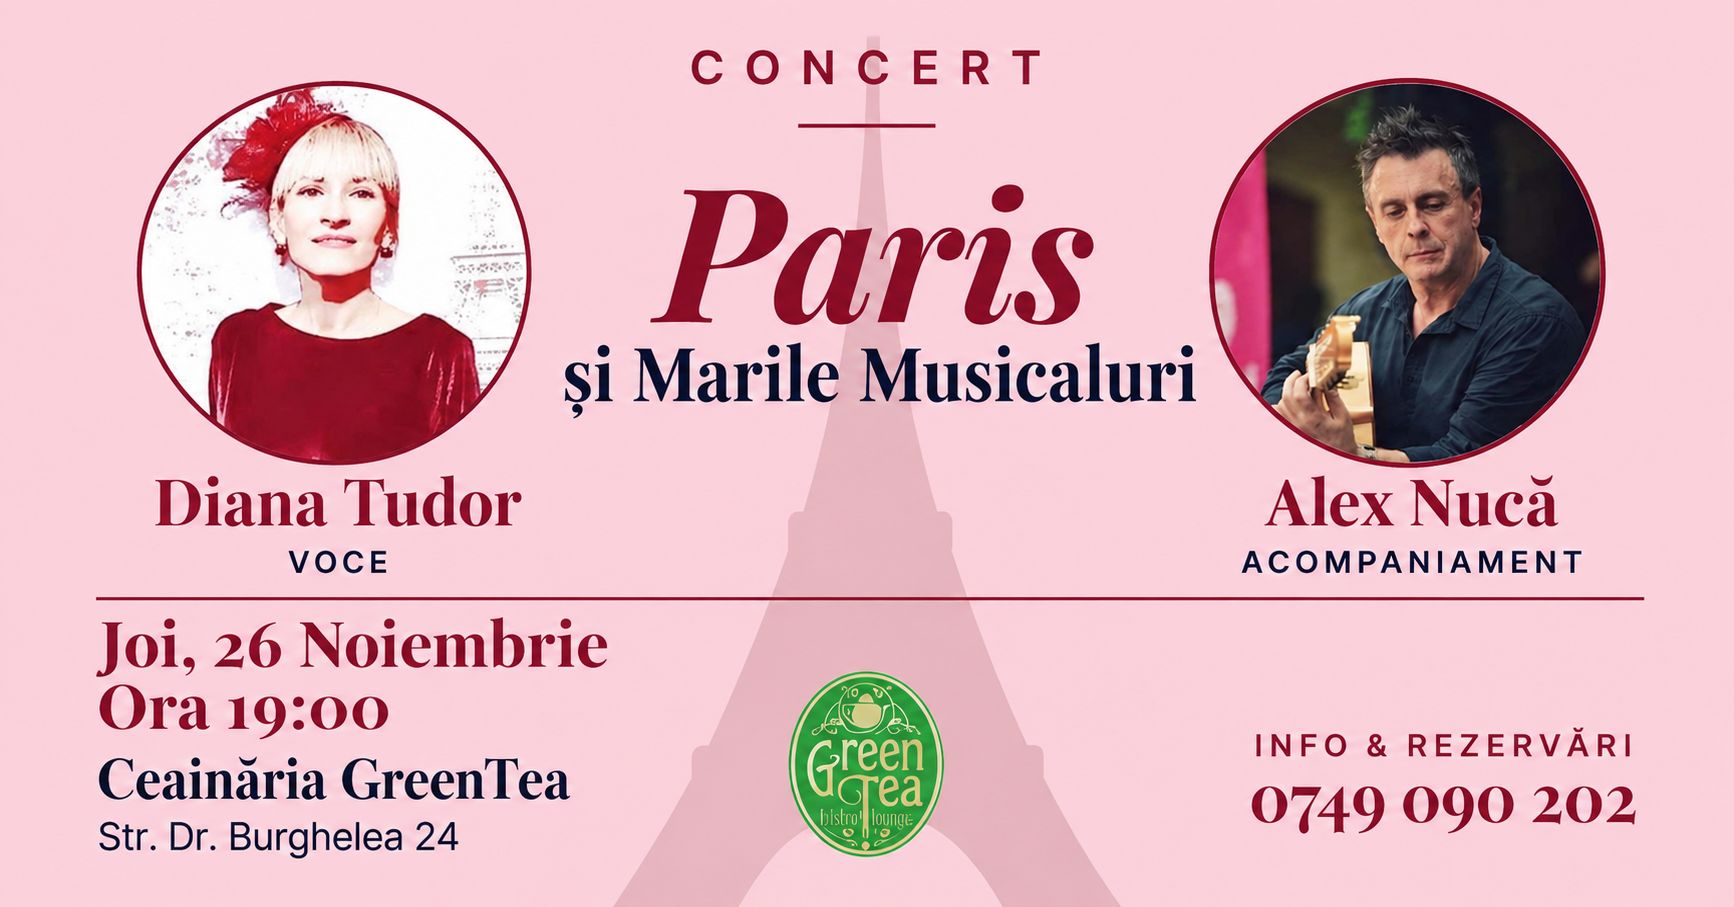 CONCERT
Paris
și Marile Musicaluri
Diana Tudor
VOCE
Alex Nucă
ACOMPANIAMENT
Joi, 26 Noiembrie
Ora 19:00
Ceainăria GreenTea
Str. Dr. Burghelea 24
Green
Tea
bistro lounge
INFO & REZERVĂRI
0749 090 202